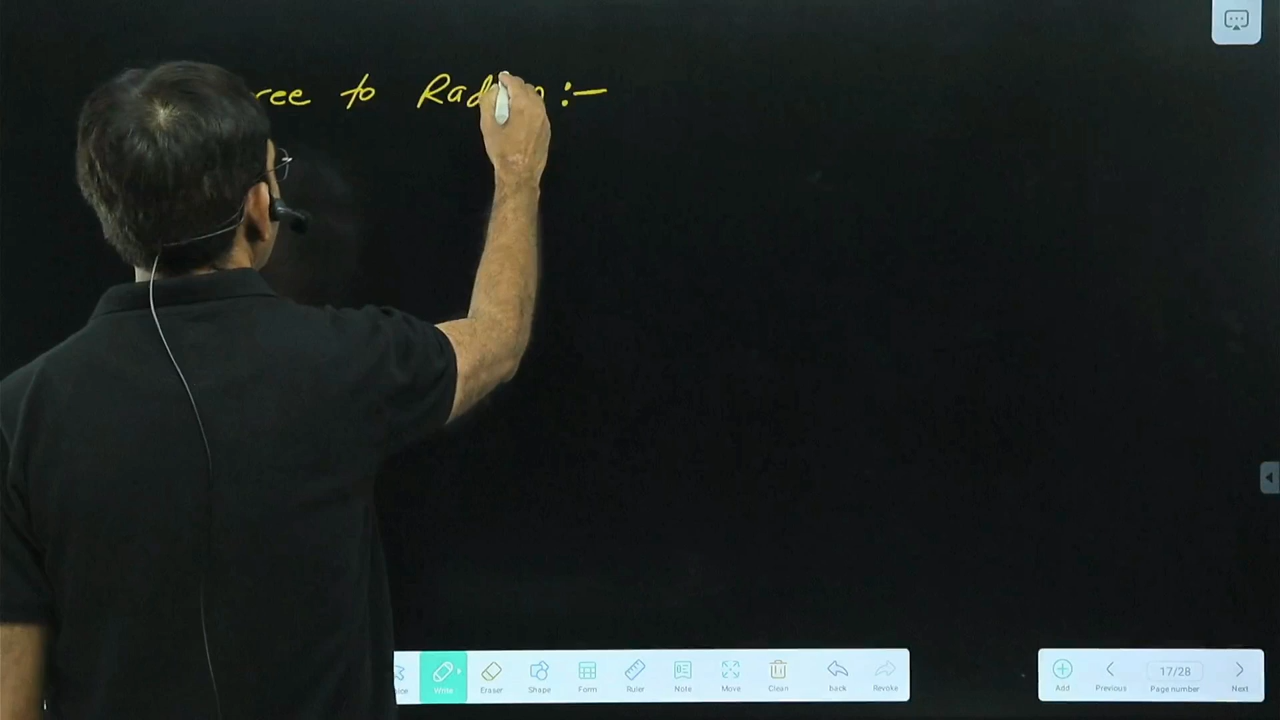 ree to Radian :-
Write
Eraser
Shape
Form
Ruler
Note
Move
Clean
back
Revoke
Add
Previous
17/28
Page number
Next